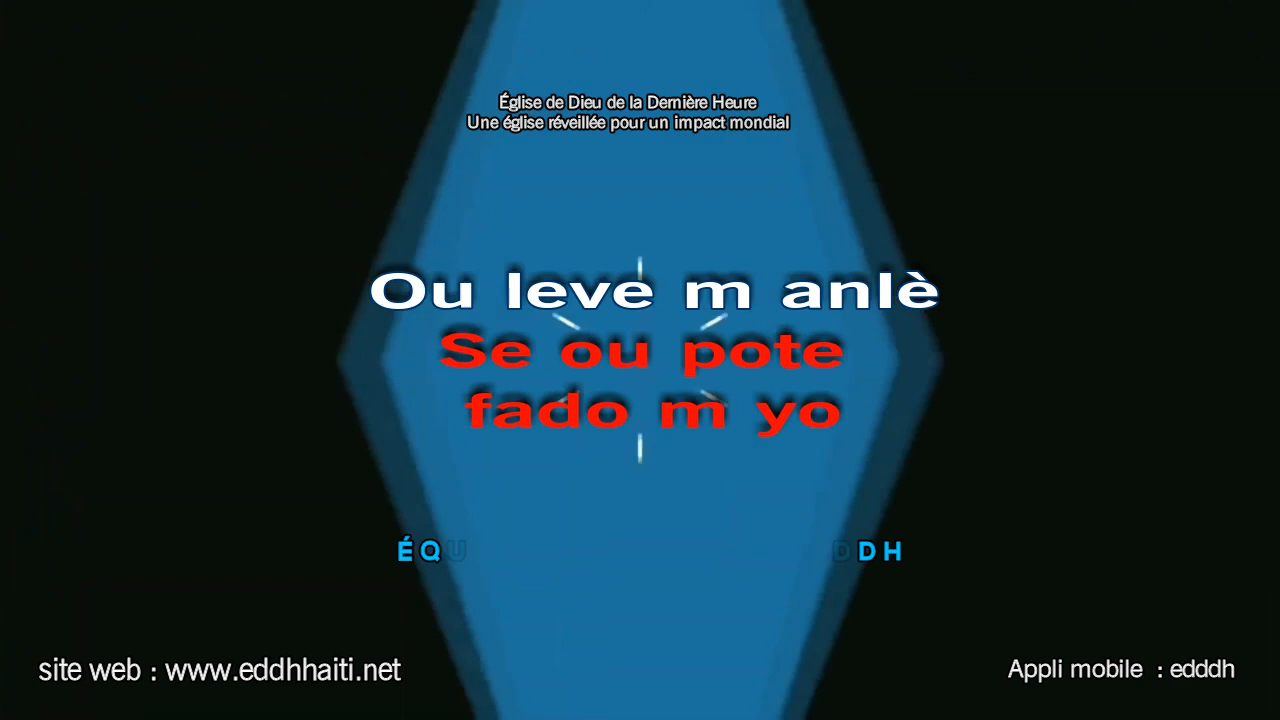 Église de Dieu de la Dernière Heure
Une église réveillée pour un impact mondial
Ou leve m anlè
Se ou pote
fado m yo
ÉQU DDH
site web : www.eddhhaiti.net
Appli mobile : edddh